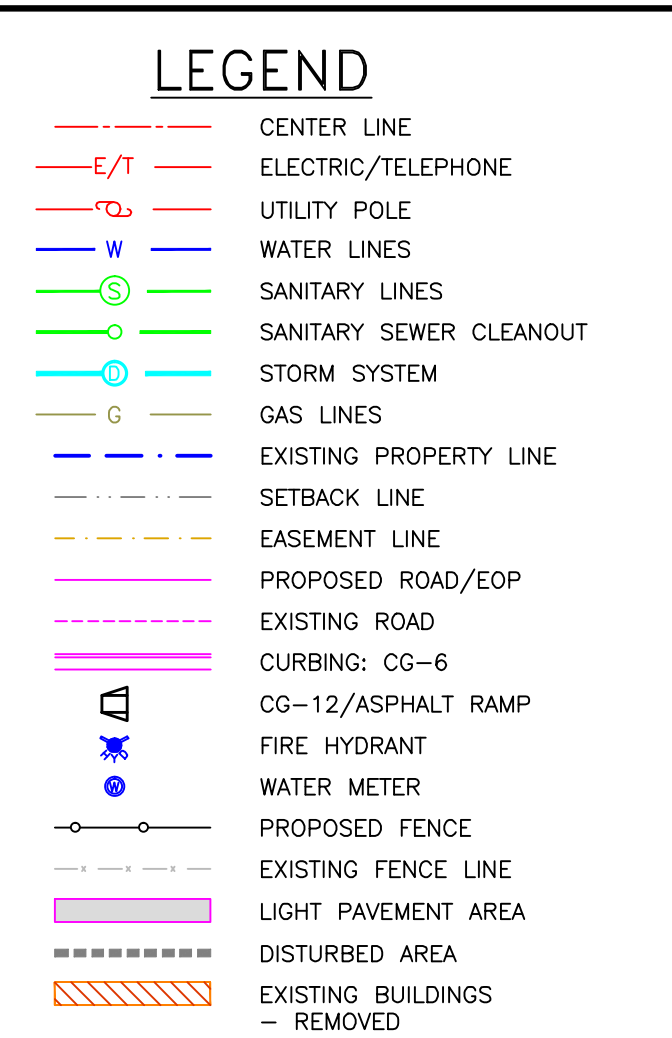 LEGEND
CENTER LINE
E/T ELECTRIC/TELEPHONE
UTILITY POLE
W WATER LINES
S SANITARY LINES
SANITARY SEWER CLEANOUT
D STORM SYSTEM
G GAS LINES
EXISTING PROPERTY LINE
SETBACK LINE
EASEMENT LINE
PROPOSED ROAD/EOP
EXISTING ROAD
CURBING: CG-6
CG-12/ASPHALT RAMP
FIRE HYDRANT
W WATER METER
PROPOSED FENCE
x x x EXISTING FENCE LINE
LIGHT PAVEMENT AREA
DISTURBED AREA
EXISTING BUILDINGS
- REMOVED